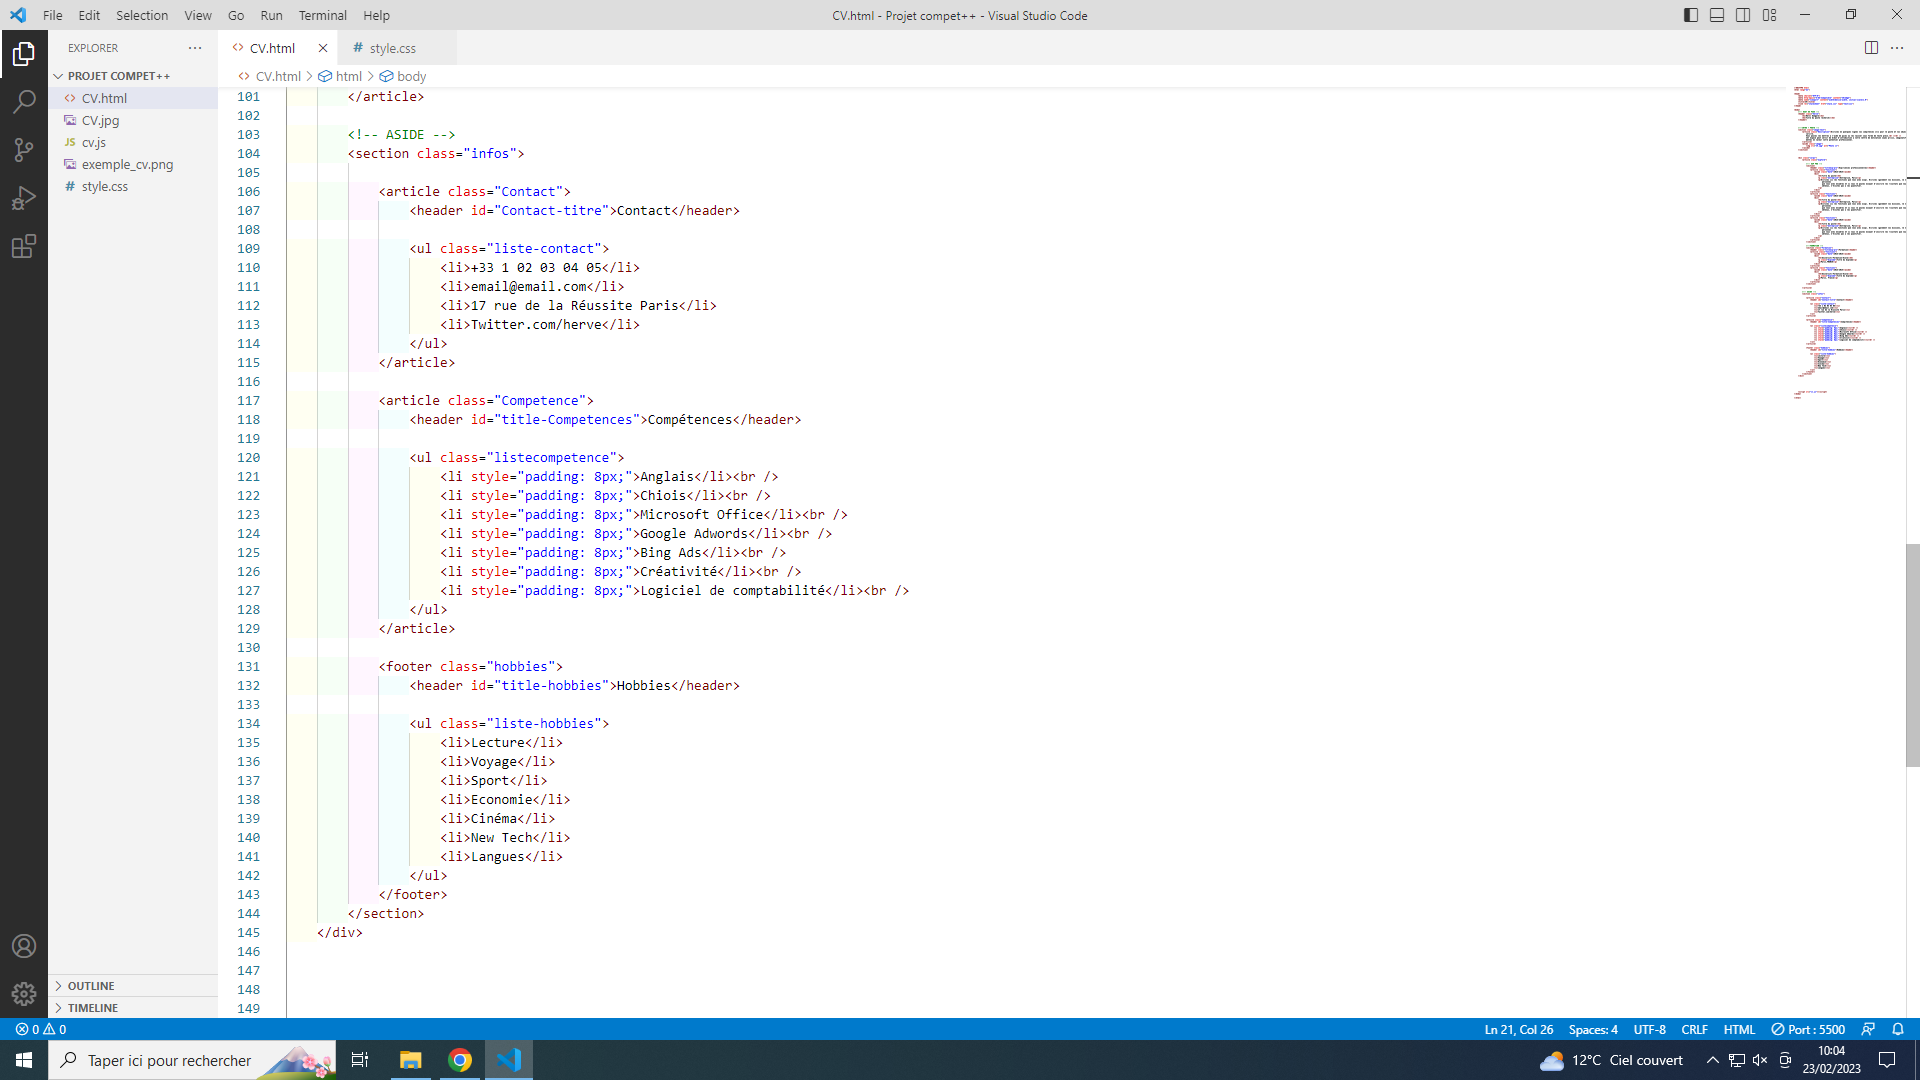 File Edit Selection View Go Run Terminal Help
CV.html - Projet compet++ - Visual Studio Code
EXPLORER
PROJET COMPET++
CV.html
CV.jpg
JS cv.js
exemple_cv.png
# style.css
OUTLINE
TIMELINE
<> CV.html
# style.css
<> CV.html > html > body
101 </article>
102
103 <!-- ASIDE -->
104 <section class="infos">
105
106 <article class="Contact">
107 <header id="Contact-titre">Contact</header>
108
109 <ul class="liste-contact">
110 <li>+33 1 02 03 04 05</li>
111 <li>email@email.com</li>
112 <li>17 rue de la Réussite Paris</li>
113 <li>Twitter.com/herve</li>
114 </ul>
115 </article>
116
117 <article class="Competence">
118 <header id="title-Competences">Compétences</header>
119
120 <ul class="listecompetence">
121 <li style="padding: 8px;">Anglais</li><br />
122 <li style="padding: 8px;">Chiois</li><br />
123 <li style="padding: 8px;">Microsoft Office</li><br />
124 <li style="padding: 8px;">Google Adwords</li><br />
125 <li style="padding: 8px;">Bing Ads</li><br />
126 <li style="padding: 8px;">Créativité</li><br />
127 <li style="padding: 8px;">Logiciel de comptabilité</li><br />
128 </ul>
129 </article>
130
131 <footer class="hobbies">
132 <header id="title-hobbies">Hobbies</header>
133
134 <ul class="liste-hobbies">
135 <li>Lecture</li>
136 <li>Voyage</li>
137 <li>Sport</li>
138 <li>Economie</li>
139 <li>Cinéma</li>
140 <li>New Tech</li>
141 <li>Langues</li>
142 </ul>
143 </footer>
144 </section>
145 </div>
146
147
148
149
0 0
Ln 21, Col 26 Spaces: 4 UTF-8 CRLF HTML Port : 5500
Taper ici pour rechercher
12°C Ciel couvert
10:04
23/02/2023